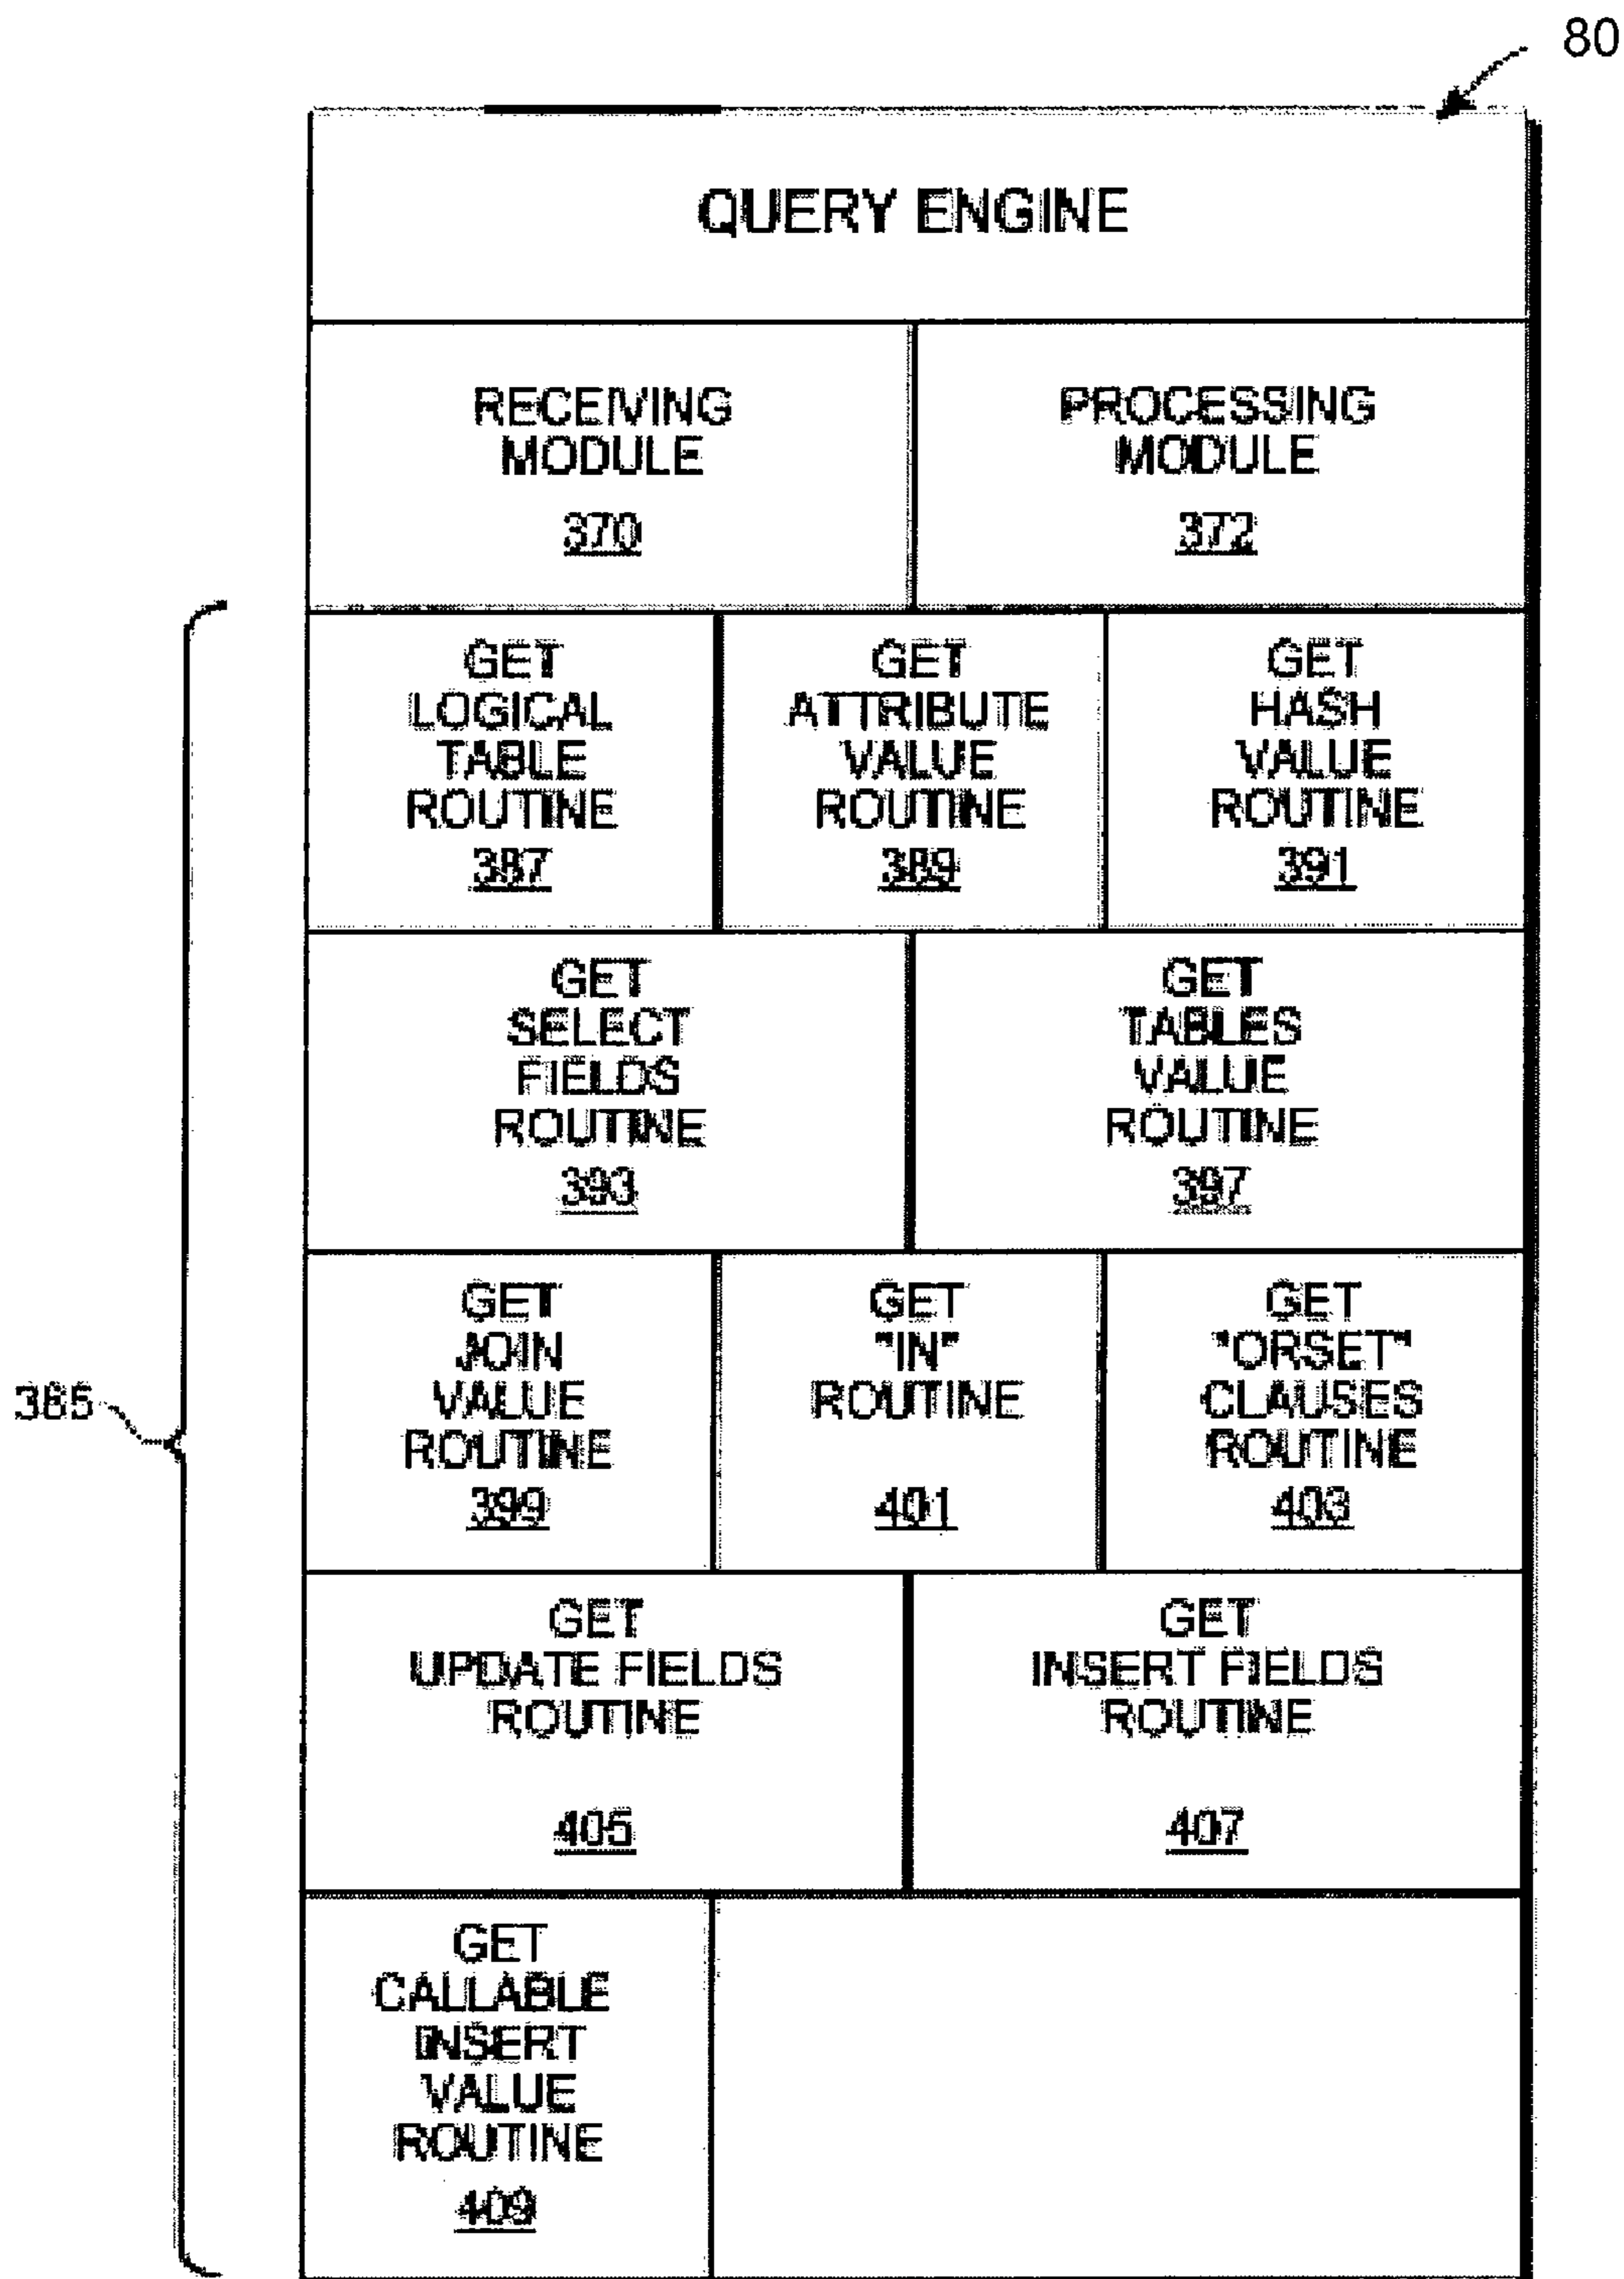 80
QUERY ENGINE
RECEIVING
MODULE
370
PROCESSING
MODULE
372
GET
LOGICAL
TABLE
ROUTINE
387
GET
ATTRIBUTE
VALUE
ROUTINE
389
GET
HASH
VALUE
ROUTINE
391
GET
SELECT
FIELDS
ROUTINE
393
GET
TABLES
VALUE
ROUTINE
397
385
GET
JOIN
VALUE
ROUTINE
399
GET
"IN"
ROUTINE
401
GET
"ORSET"
CLAUSES
ROUTINE
403
GET
UPDATE FIELDS
ROUTINE
405
GET
INSERT FIELDS
ROUTINE
407
GET
CALLABLE
INSERT
VALUE
ROUTINE
409